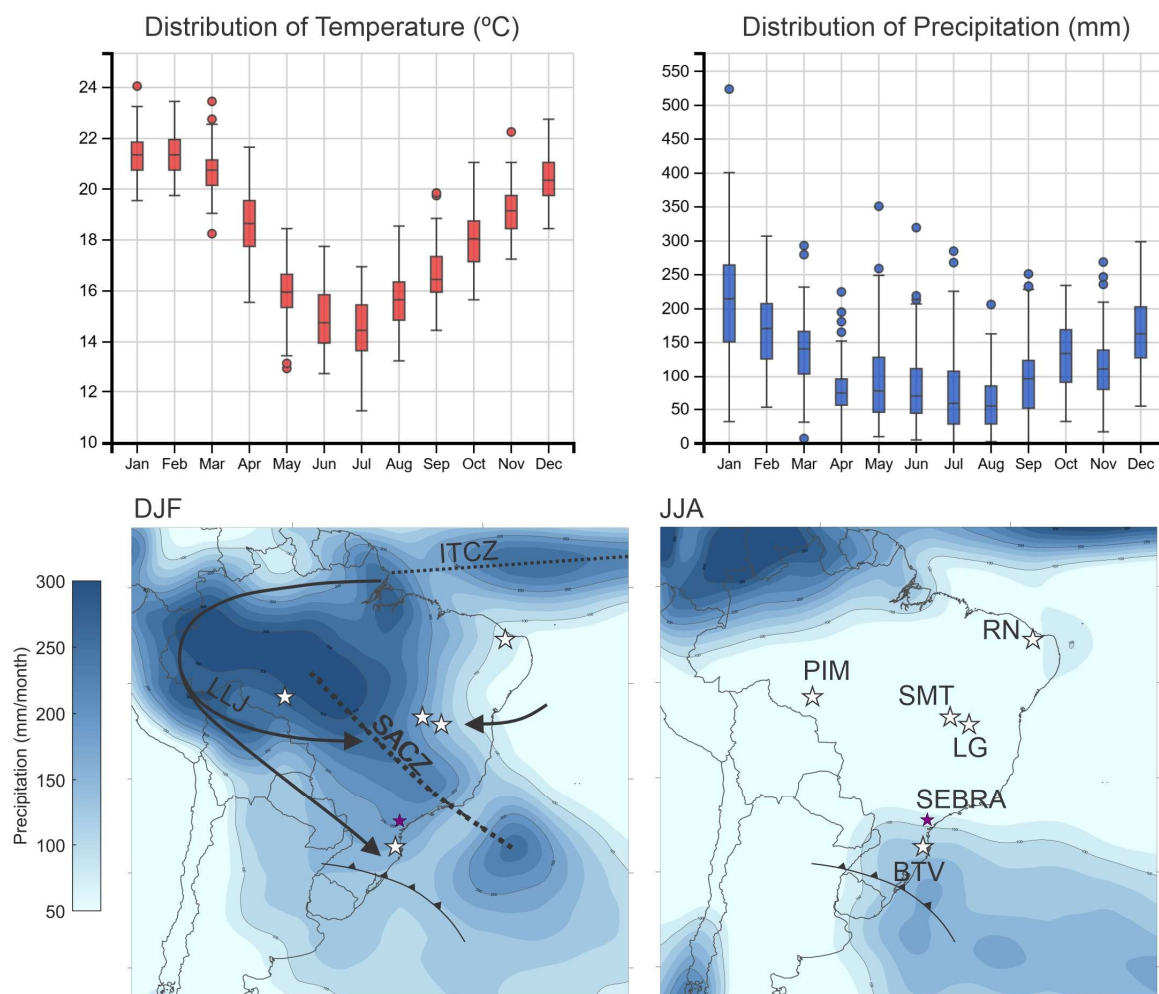 Distribution of Temperature (ºC)
24
22
20
18
16
14
12
10
Jan Feb Mar Apr May Jun Jul Aug Sep Oct Nov Dec
Distribution of Precipitation (mm)
550
500
450
400
350
300
250
200
150
100
50
0
Jan Feb Mar Apr May Jun Jul Aug Sep Oct Nov Dec
DJF
Precipitation (mm/month)
300
250
200
150
100
50
ITCZ
LLJ
SACZ
JJA
RN
PIM
SMT
LG
SEBRA
BTV